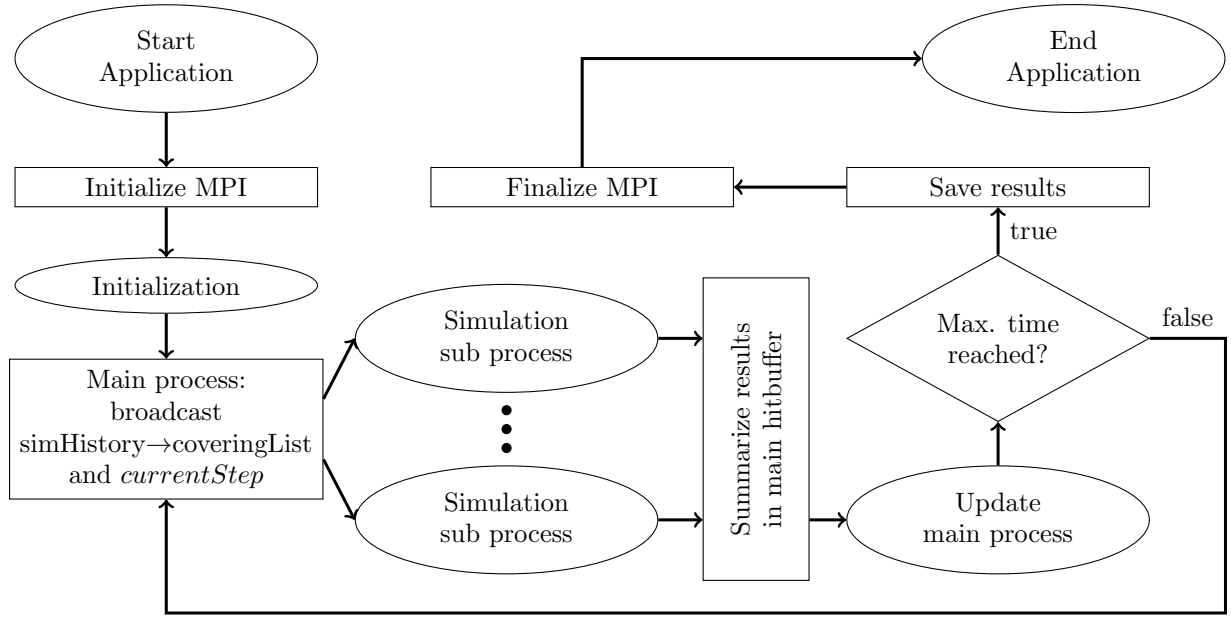 Start
Application
End
Application
Initialize MPI
Finalize MPI
Save results
true
Initialization
Simulation
sub process
Summarize results
in main hitbuffer
Max. time
reached?
false
Main process:
broadcast
simHistory→coveringList
and currentStep
Simulation
sub process
Update
main process